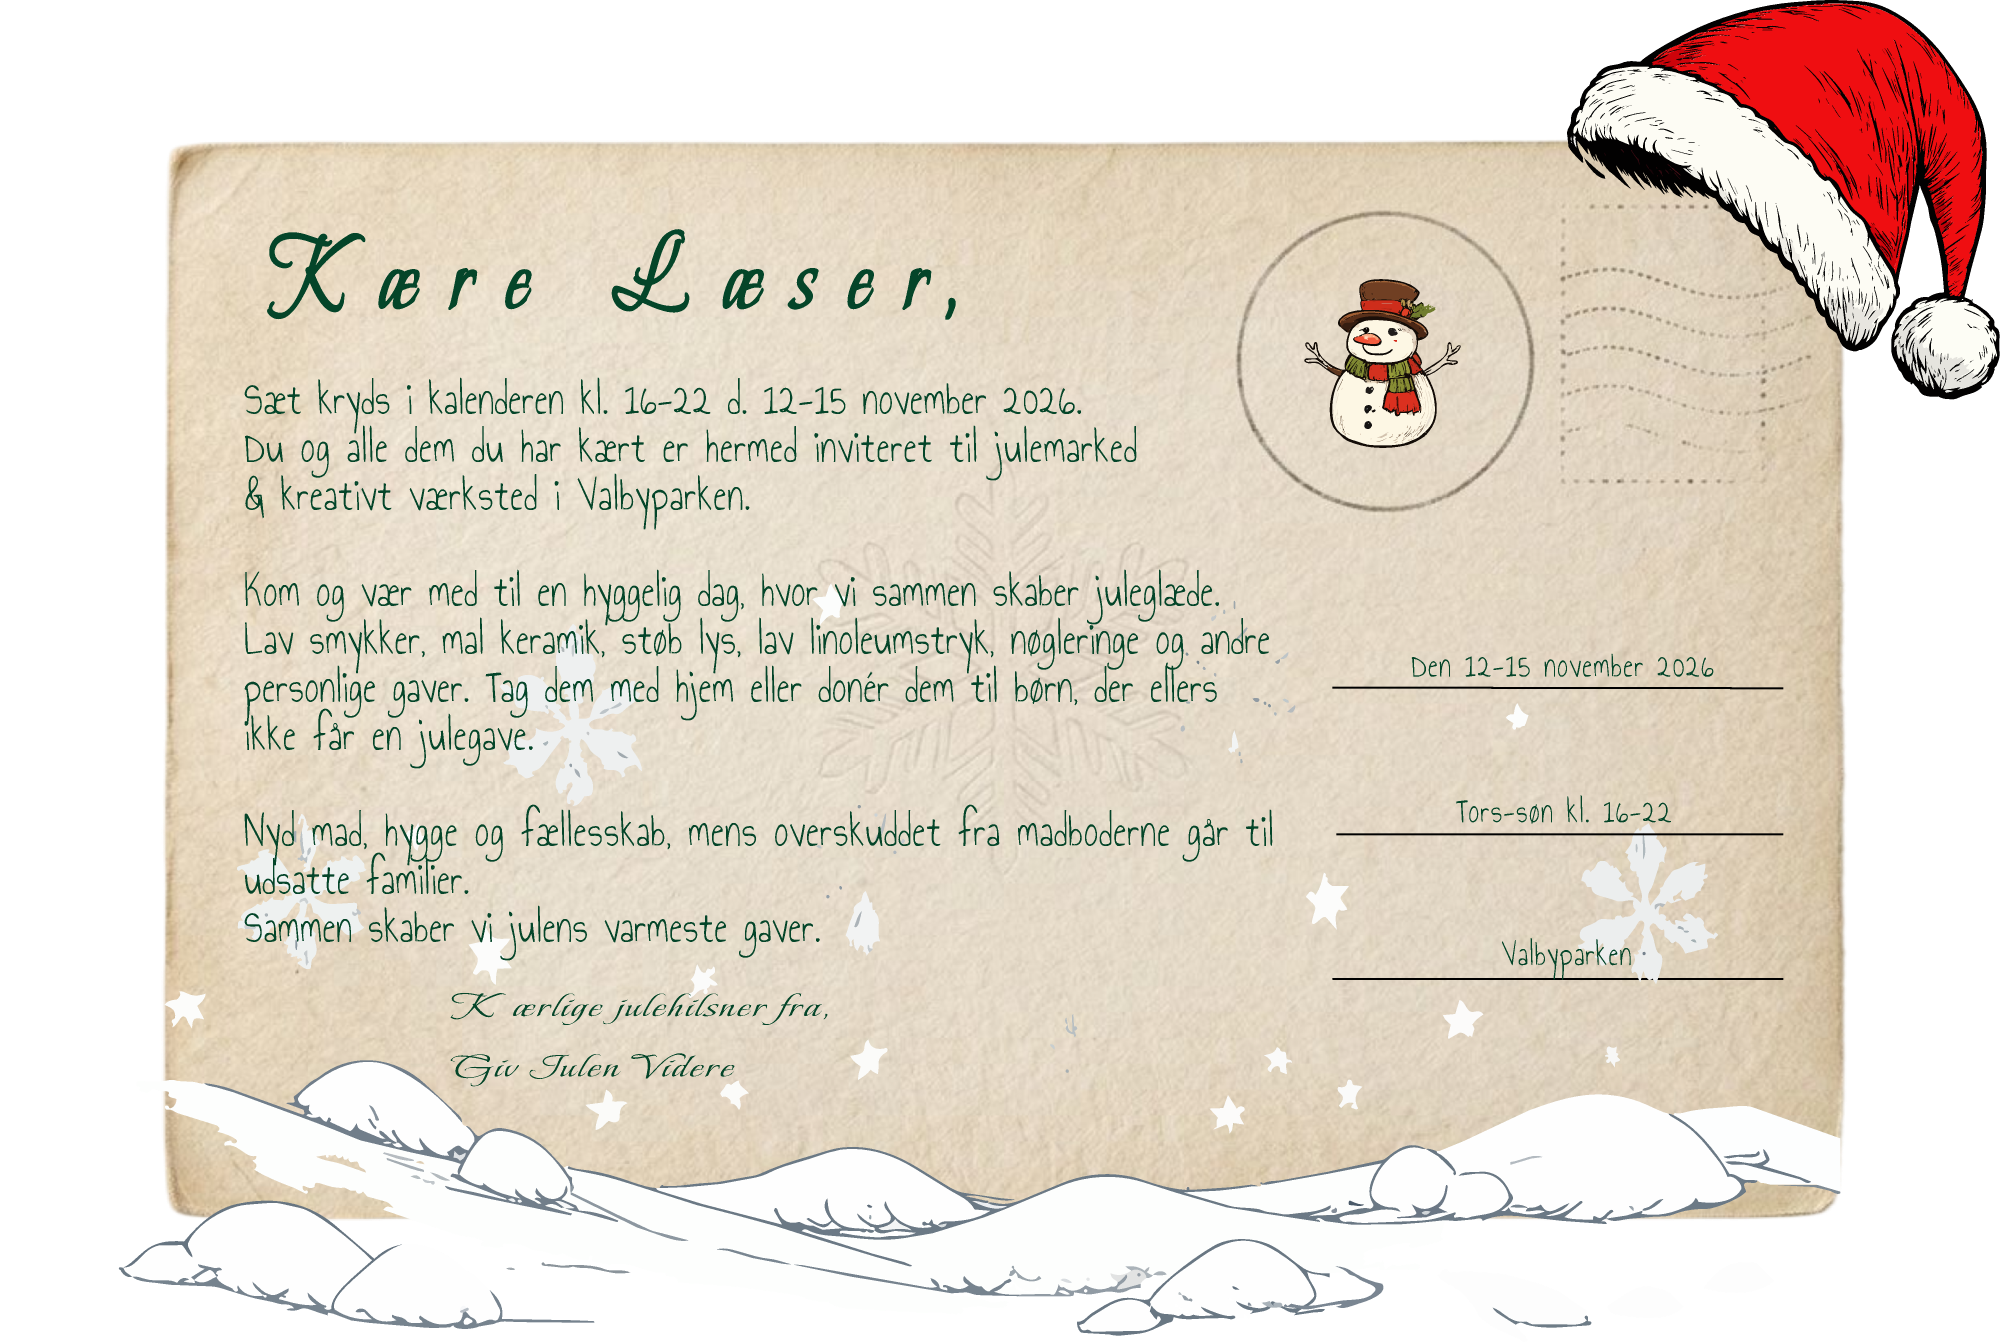 Kære Læser,
Sæt kryds i kalenderen kl. 16-22 d. 12-15 november 2026.
Du og alle dem du har kært er hermed inviteret til julemarked
& kreativt værksted i Valbyparken.
Kom og vær med til en hyggelig dag, hvor vi sammen skaber juleglæde.
Lav smykker, mal keramik, støb lys, lav linoleumstryk, nøgleringe og andre
personlige gaver. Tag dem med hjem eller donér dem til børn, der ellers
ikke får en julegave.
Nyd mad, hygge og fællesskab, mens overskuddet fra madboderne går til
udsatte familier.
Sammen skaber vi julens varmeste gaver.
Kærlige julehilsner fra,
Giv Julen Videre
Den 12-15 november 2026
Tors-søn kl. 16-22
Valbyparken